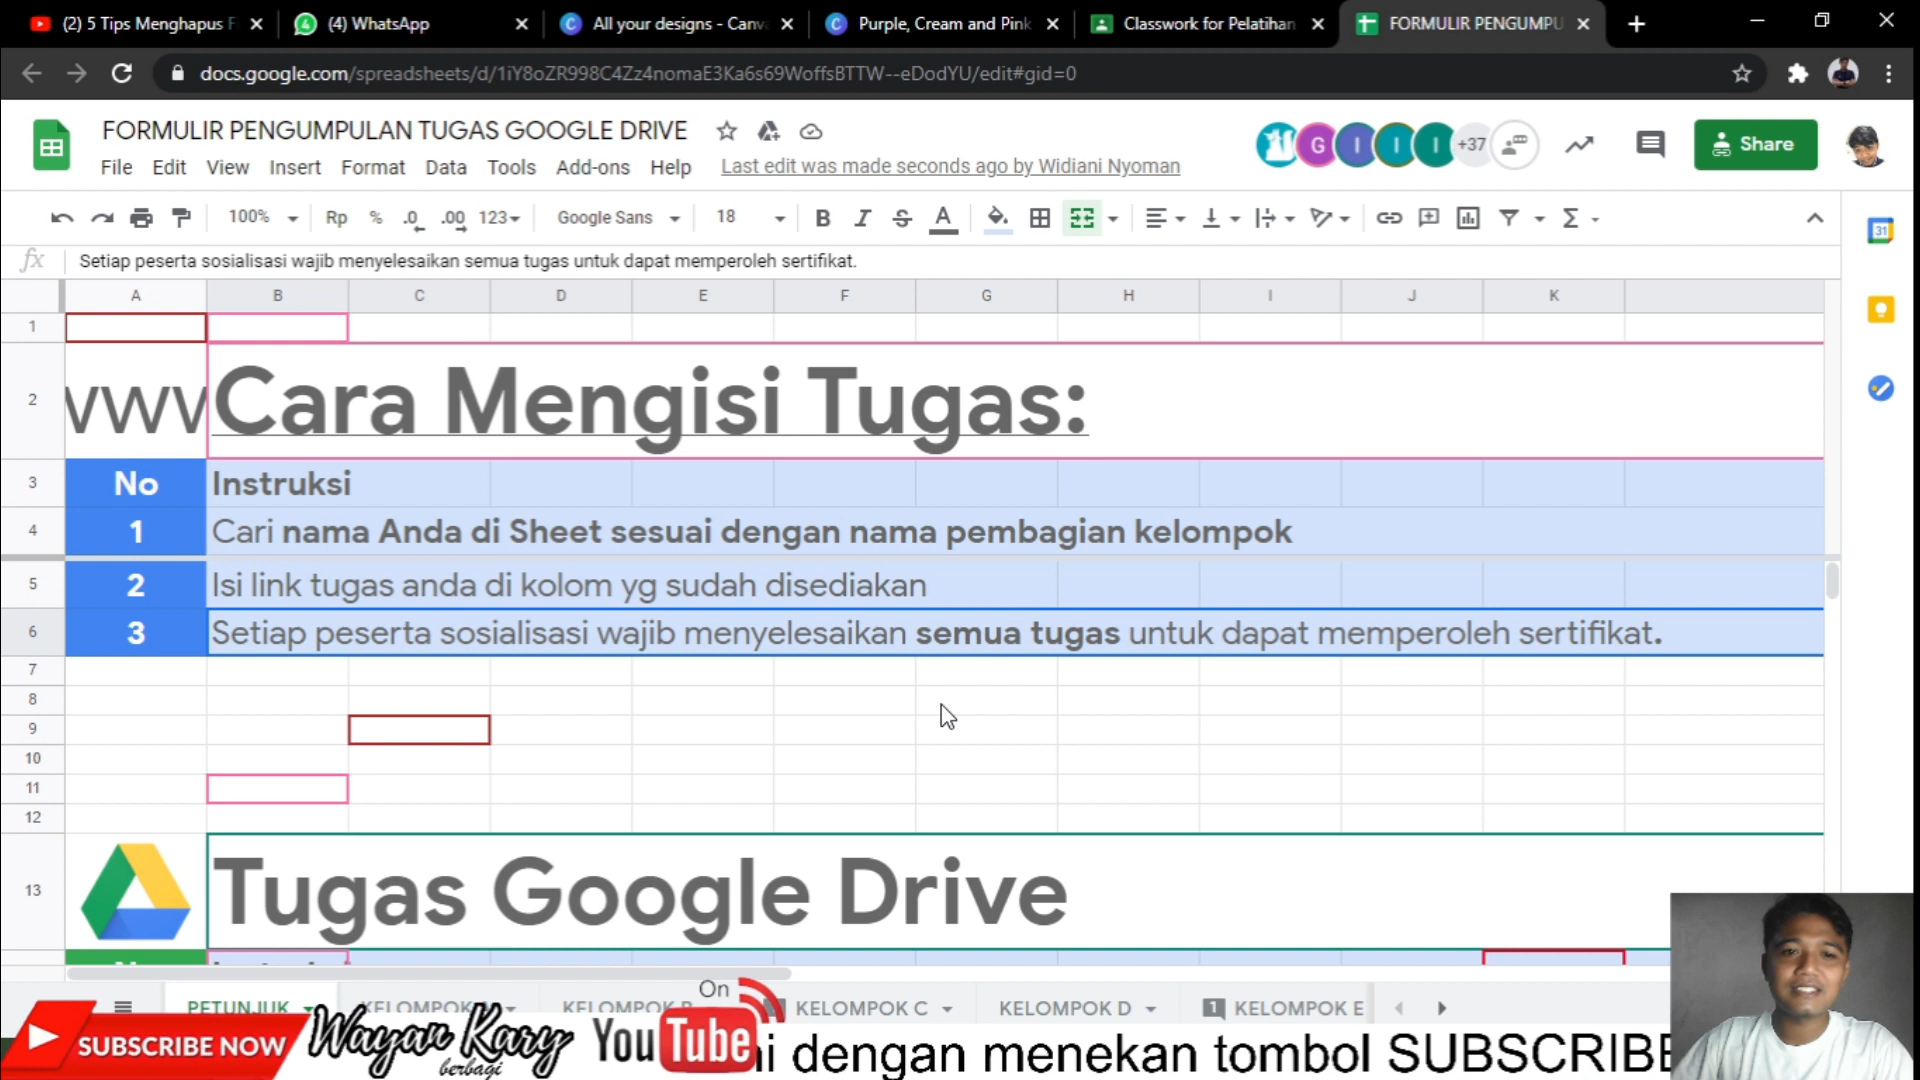 (2) 5 Tips Menghapus F
(4) WhatsApp
All your designs - Canva
Purple, Cream and Pink
Classwork for Pelatihan
FORMULIR PENGUMPU
docs.google.com/spreadsheets/d/1iY8oZR998C4Zz4nomaE3Ka6s69WoffsBTTW--eDodYU/edit#gid=0
FORMULIR PENGUMPULAN TUGAS GOOGLE DRIVE
G I I I +37
Share
File Edit View Insert Format Data Tools Add-ons Help
Last edit was made seconds ago by Widiani Nyoman
100% Rp % .0 .00 123 Google Sans 18 B I S A Σ
31
fx Setiap peserta sosialisasi wajib menyelesaikan semua tugas untuk dapat memperoleh sertifikat.
A B C D E F G H I J K
1
2 Cara Mengisi Tugas:
3 No Instruksi
4 1 Cari nama Anda di Sheet sesuai dengan nama pembagian kelompok
5 2 Isi link tugas anda di kolom yg sudah disediakan
6 3 Setiap peserta sosialisasi wajib menyelesaikan semua tugas untuk dapat memperoleh sertifikat.
7
8
9
10
11
12
13 Tugas Google Drive
PETUNJUK
KELOMPOK
KELOMPOK B
KELOMPOK C
KELOMPOK D
1 KELOMPOK E
SUBSCRIBE NOW
Wayan Kary
berbagi
On
YouTube
ni dengan menekan tombol SUBSCRIBE